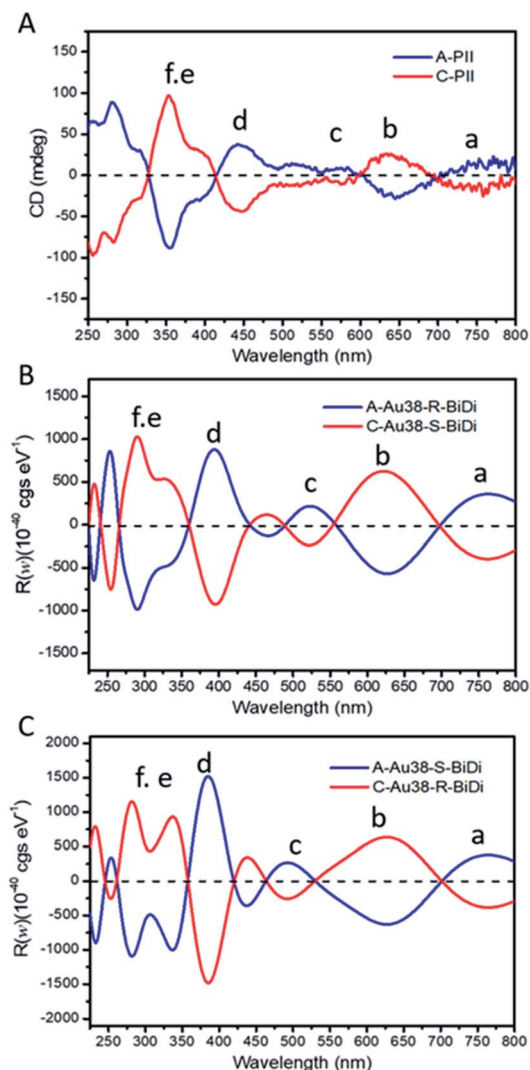 A
150
100
50
0
-50
-100
-150
CD (mdeg)
f.e
d
c
b
a
A-PII
C-PII
250 300 350 400 450 500 550 600 650 700 750 800
Wavelength (nm)
B
1500
1000
500
0
-500
-1000
-1500
R(w)(10⁻⁴⁰ cgs eV⁻¹)
f.e
d
c
b
a
A-Au38-R-BiDi
C-Au38-S-BiDi
250 300 350 400 450 500 550 600 650 700 750 800
Wavelength (nm)
C
2000
1500
1000
500
0
-500
-1000
-1500
-2000
R(w)(10⁻⁴⁰ cgs eV⁻¹)
f. e
d
c
b
a
A-Au38-S-BiDi
C-Au38-R-BiDi
250 300 350 400 450 500 550 600 650 700 750 800
Wavelength (nm)